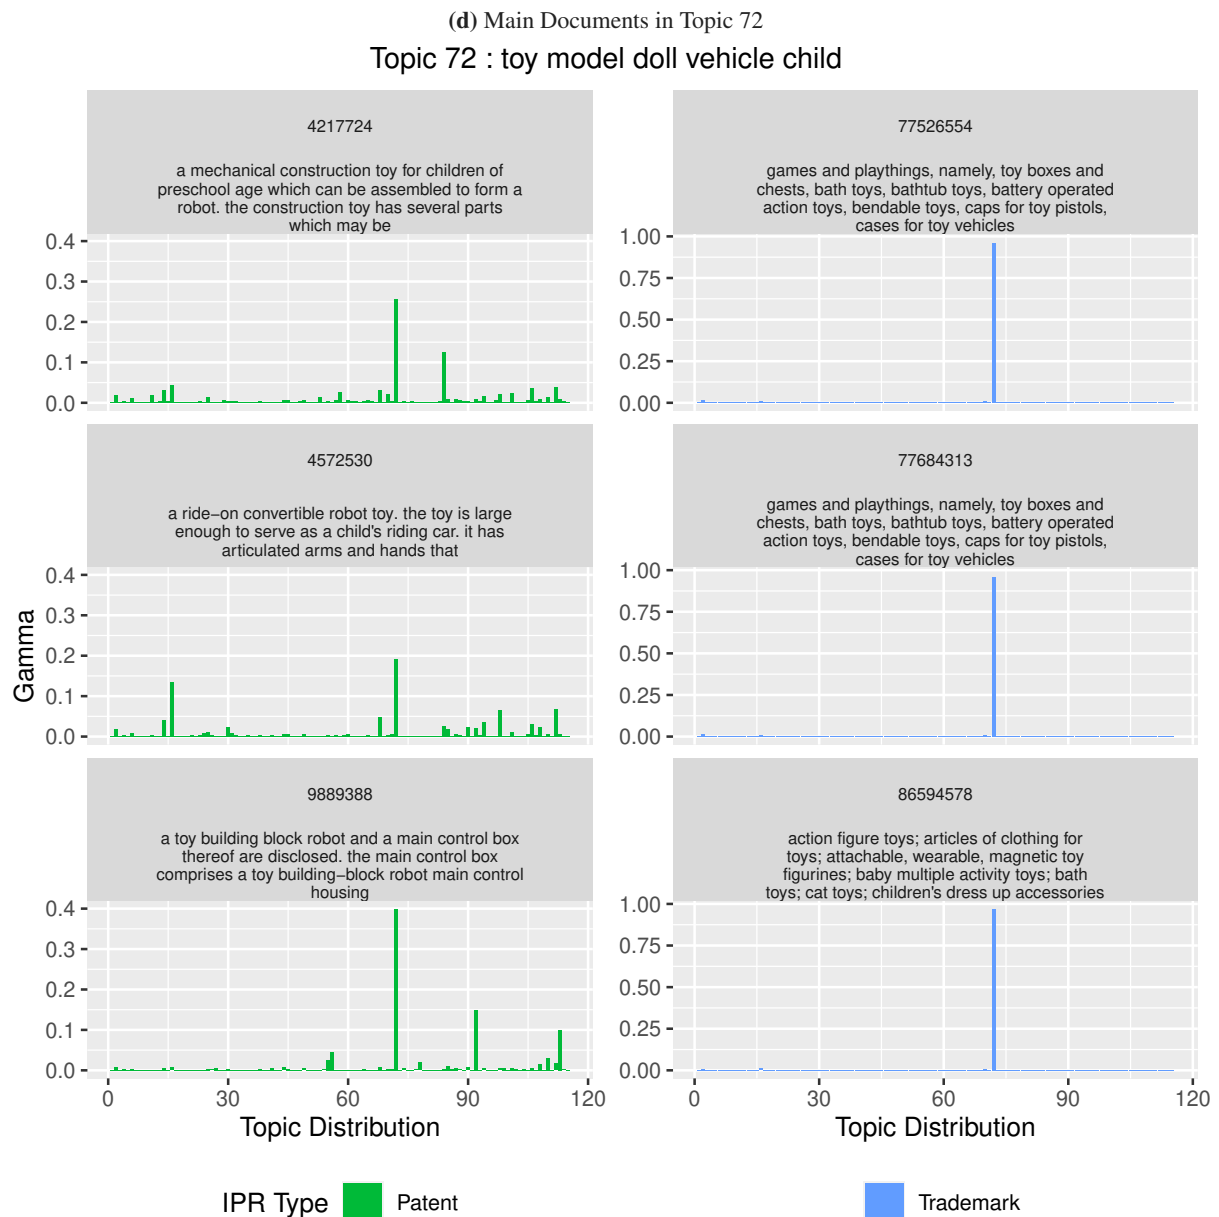 (d) Main Documents in Topic 72
Topic 72 : toy model doll vehicle child
4217724
a mechanical construction toy for children of
preschool age which can be assembled to form a
robot. the construction toy has several parts
which may be
0.4
0.3
0.2
0.1
0.0
77526554
games and playthings, namely, toy boxes and
chests, bath toys, bathtub toys, battery operated
action toys, bendable toys, caps for toy pistols,
cases for toy vehicles
1.00
0.75
0.50
0.25
0.00
4572530
a ride−on convertible robot toy. the toy is large
enough to serve as a child's riding car. it has
articulated arms and hands that
0.4
0.3
0.2
0.1
0.0
77684313
games and playthings, namely, toy boxes and
chests, bath toys, bathtub toys, battery operated
action toys, bendable toys, caps for toy pistols,
cases for toy vehicles
1.00
0.75
0.50
0.25
0.00
Gamma
9889388
a toy building block robot and a main control box
thereof are disclosed. the main control box
comprises a toy building−block robot main control
housing
0.4
0.3
0.2
0.1
0.0
0 30 60 90 120
Topic Distribution
86594578
action figure toys; articles of clothing for
toys; attachable, wearable, magnetic toy
figurines; baby multiple activity toys; bath
toys; cat toys; children's dress up accessories
1.00
0.75
0.50
0.25
0.00
0 30 60 90 120
Topic Distribution
IPR Type Patent Trademark